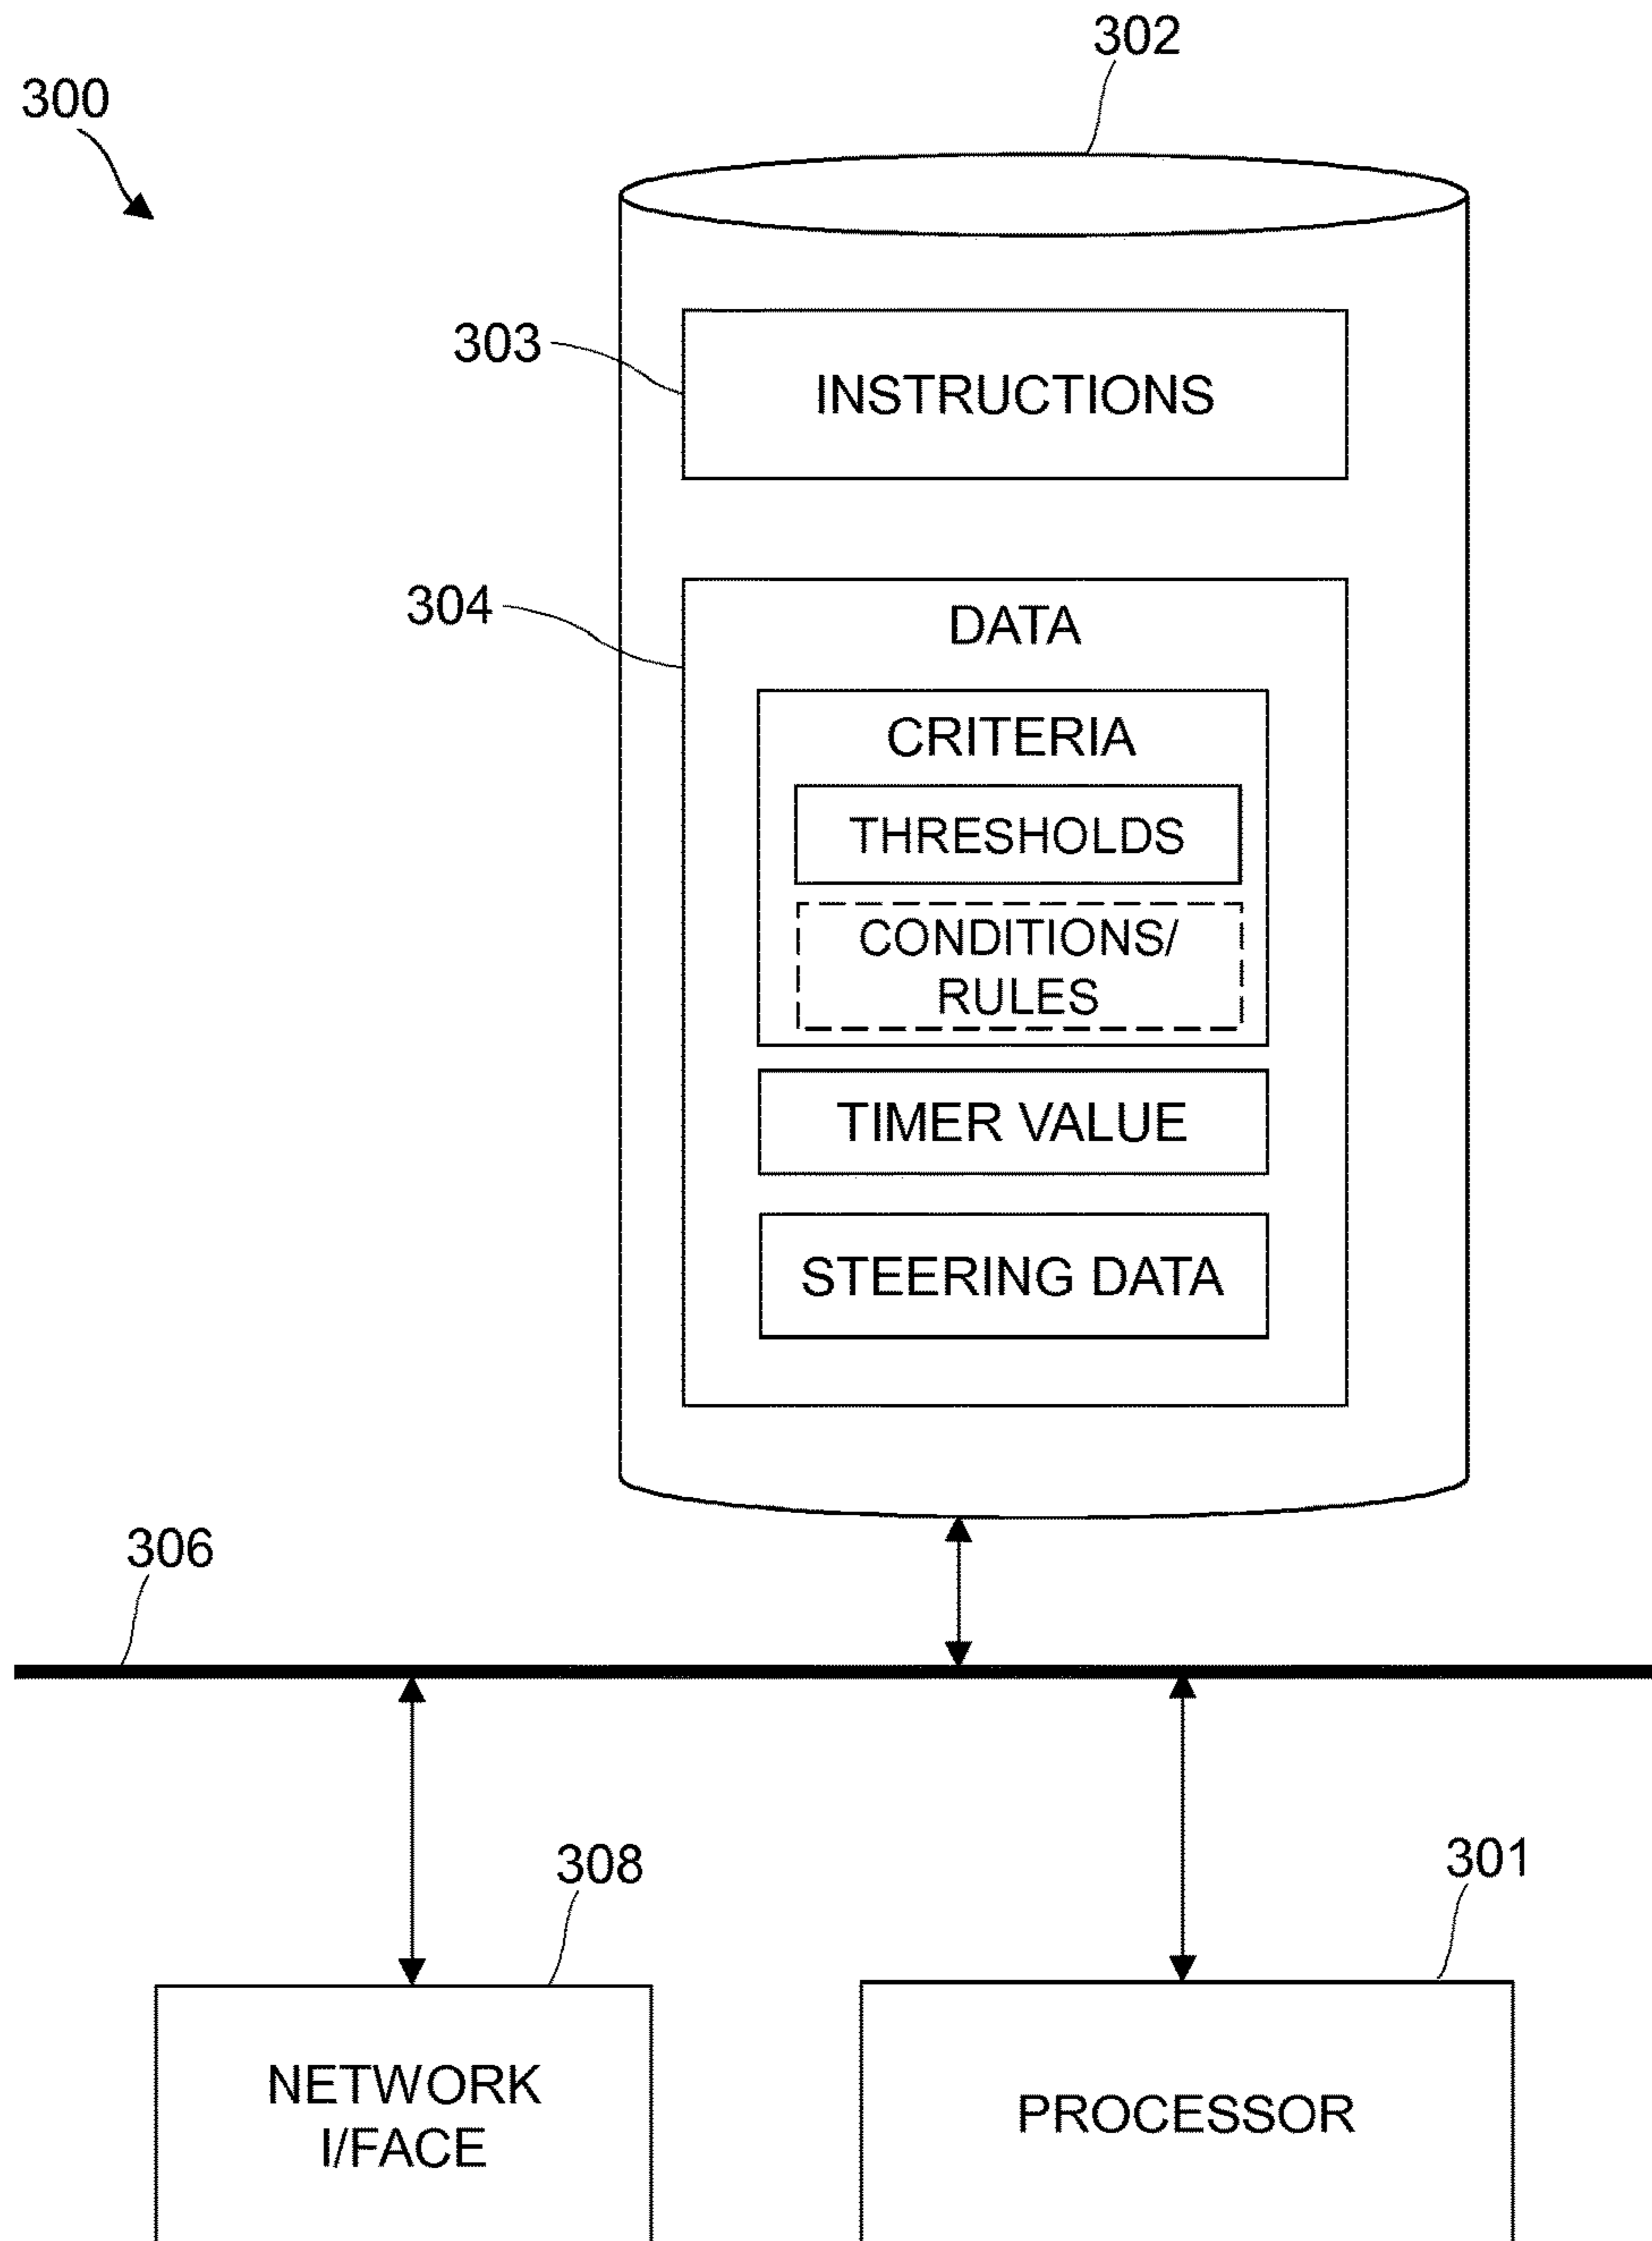 302
300
303
INSTRUCTIONS
304
DATA
CRITERIA
THRESHOLDS
CONDITIONS/
RULES
TIMER VALUE
STEERING DATA
306
308
301
NETWORK
I/FACE
PROCESSOR